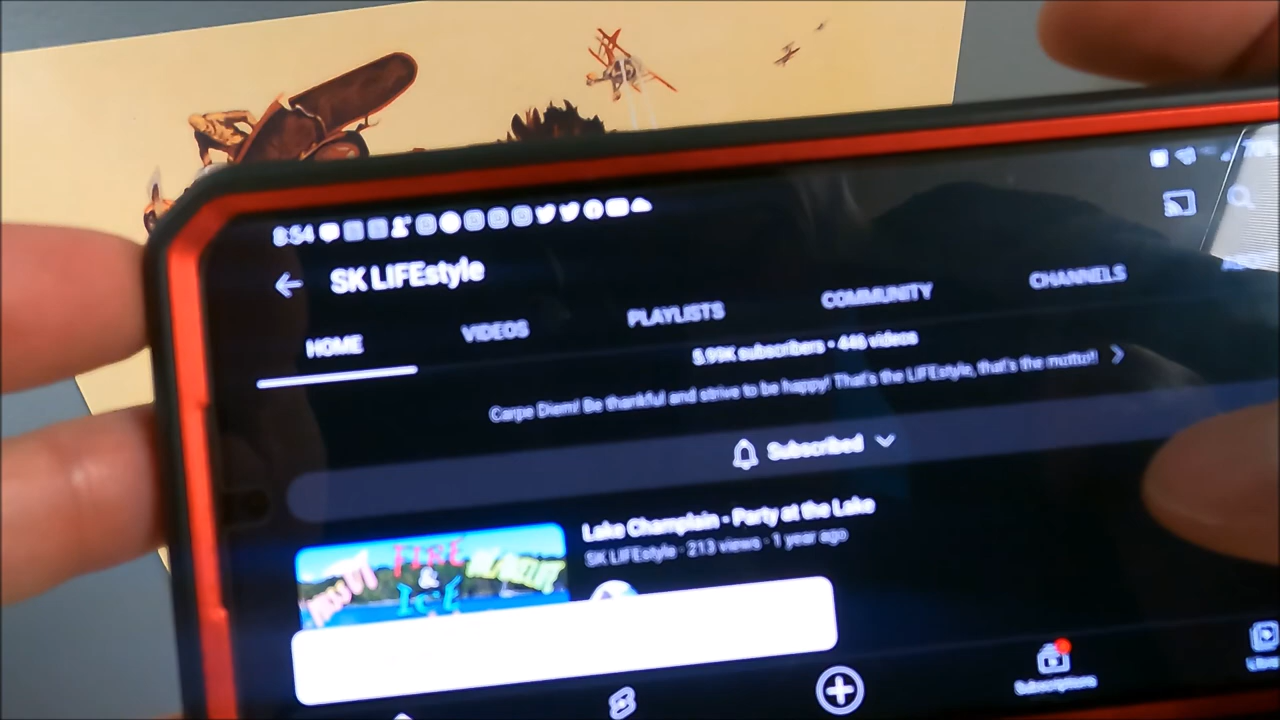 8:54
SK LIFEstyle
HOME VIDEOS PLAYLISTS COMMUNITY CHANNELS
5.99K subscribers • 446 videos
Carpe Diem! Be thankful and strive to be happy! That's the LIFEstyle, that's the motto!!
Subscribed
Lake Champlain - Party at the Lake
SK LIFEstyle · 213 views · 1 year ago
FIRE
&
ICE
Subscriptions